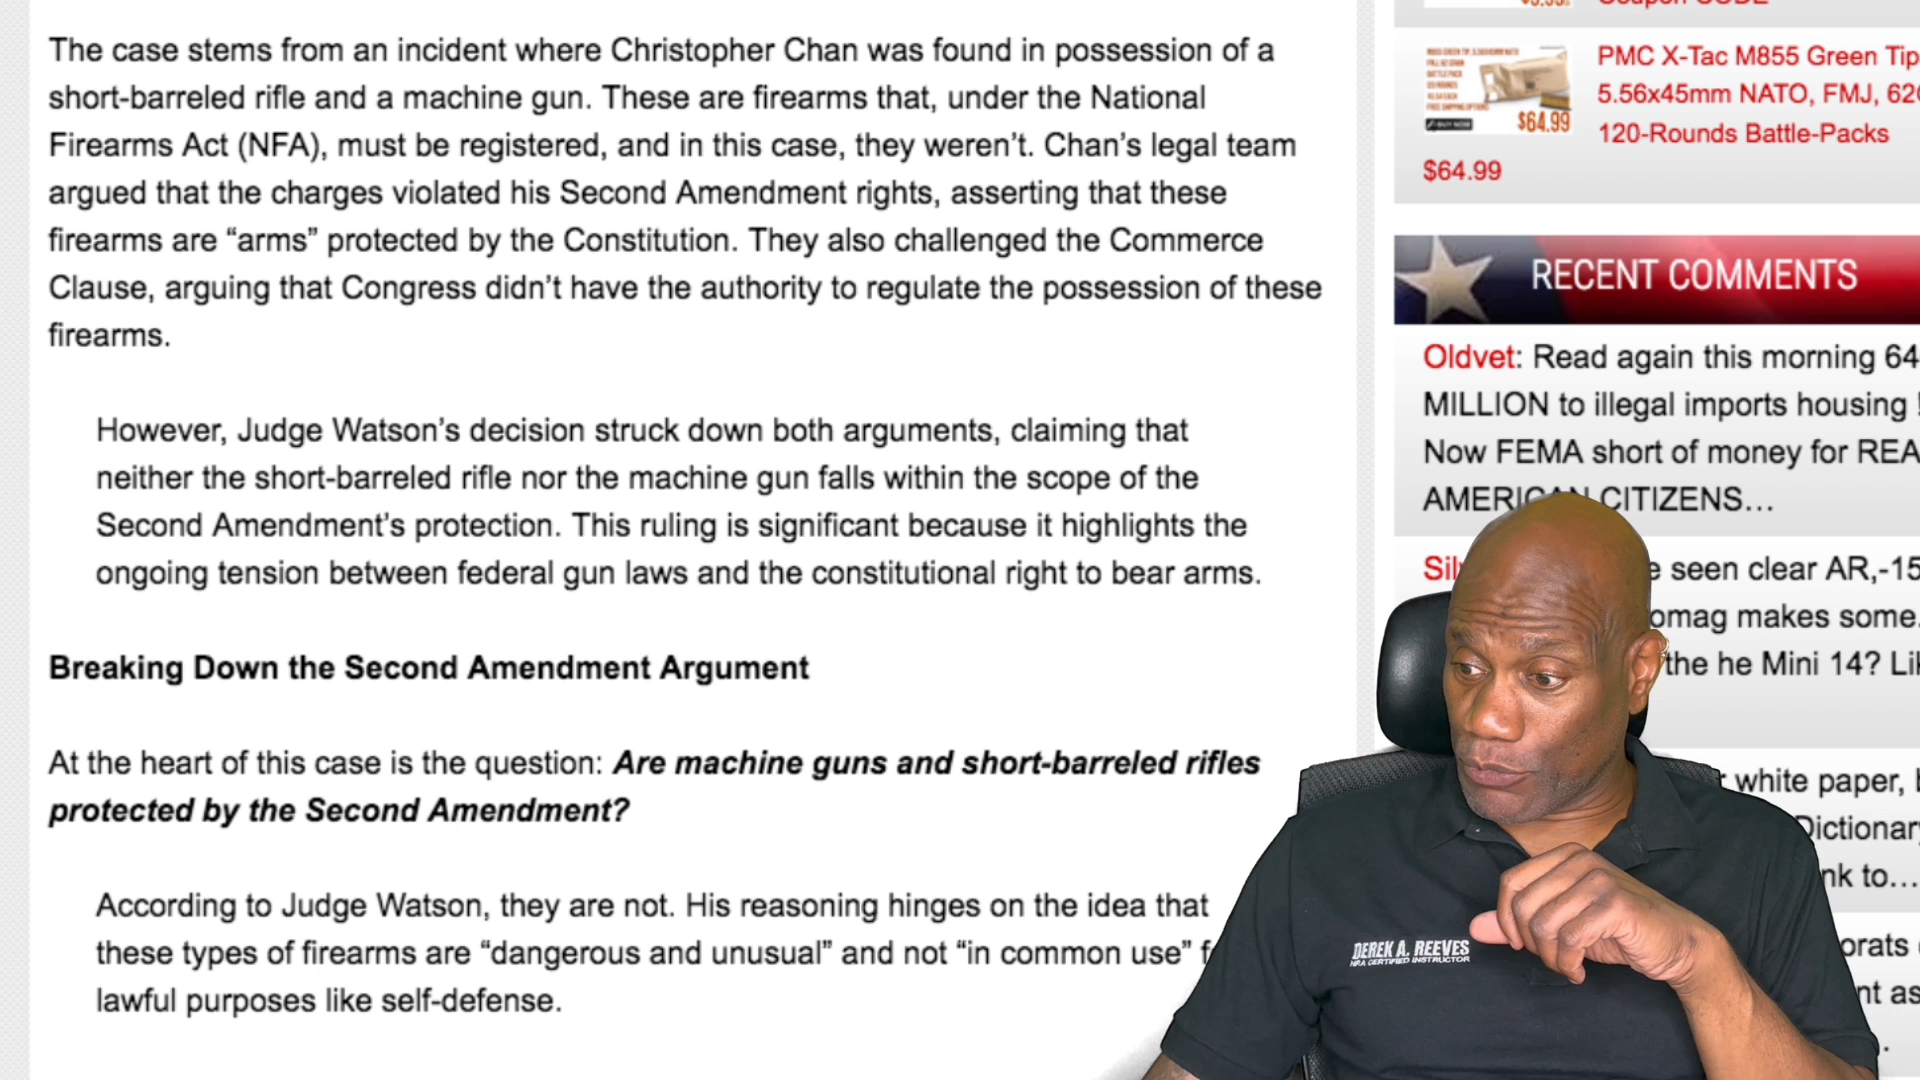 The case stems from an incident where Christopher Chan was found in possession of a
short-barreled rifle and a machine gun. These are firearms that, under the National
Firearms Act (NFA), must be registered, and in this case, they weren’t. Chan’s legal team
argued that the charges violated his Second Amendment rights, asserting that these
firearms are “arms” protected by the Constitution. They also challenged the Commerce
Clause, arguing that Congress didn’t have the authority to regulate the possession of these
firearms.
However, Judge Watson’s decision struck down both arguments, claiming that
neither the short-barreled rifle nor the machine gun falls within the scope of the
Second Amendment’s protection. This ruling is significant because it highlights the
ongoing tension between federal gun laws and the constitutional right to bear arms.
Breaking Down the Second Amendment Argument
At the heart of this case is the question: Are machine guns and short-barreled rifles
protected by the Second Amendment?
According to Judge Watson, they are not. His reasoning hinges on the idea that
these types of firearms are “dangerous and unusual” and not “in common use”
lawful purposes like self-defense.
$64.99
PMC X-Tac M855 Green Tip
5.56x45mm NATO, FMJ,
120-Rounds Battle-Packs
$64.99
RECENT COMMENTS
Oldvet: Read again this morning 64
MILLION to illegal imports housing
Now FEMA short of money for
AMERICAN CITIZENS...
seen clear AR,-15
makes some.
the he Mini 14?
white paper,
to...
DEREK A. REEVES
NRA CERTIFIED INSTRUCTOR